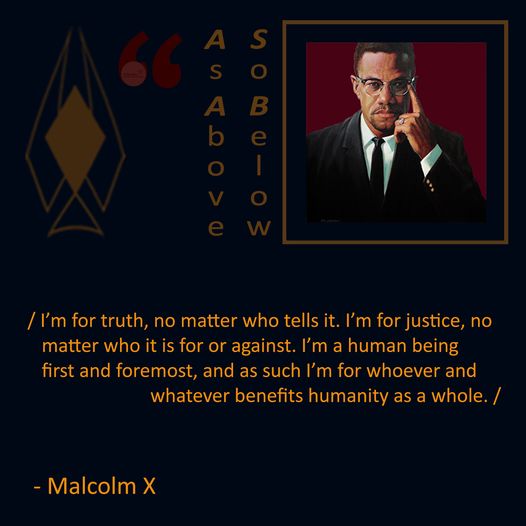 As Above
So Below
/ I’m for truth, no matter who tells it. I’m for justice, no
matter who it is for or against. I’m a human being
first and foremost, and as such I’m for whoever and
whatever benefits humanity as a whole. /
- Malcolm X